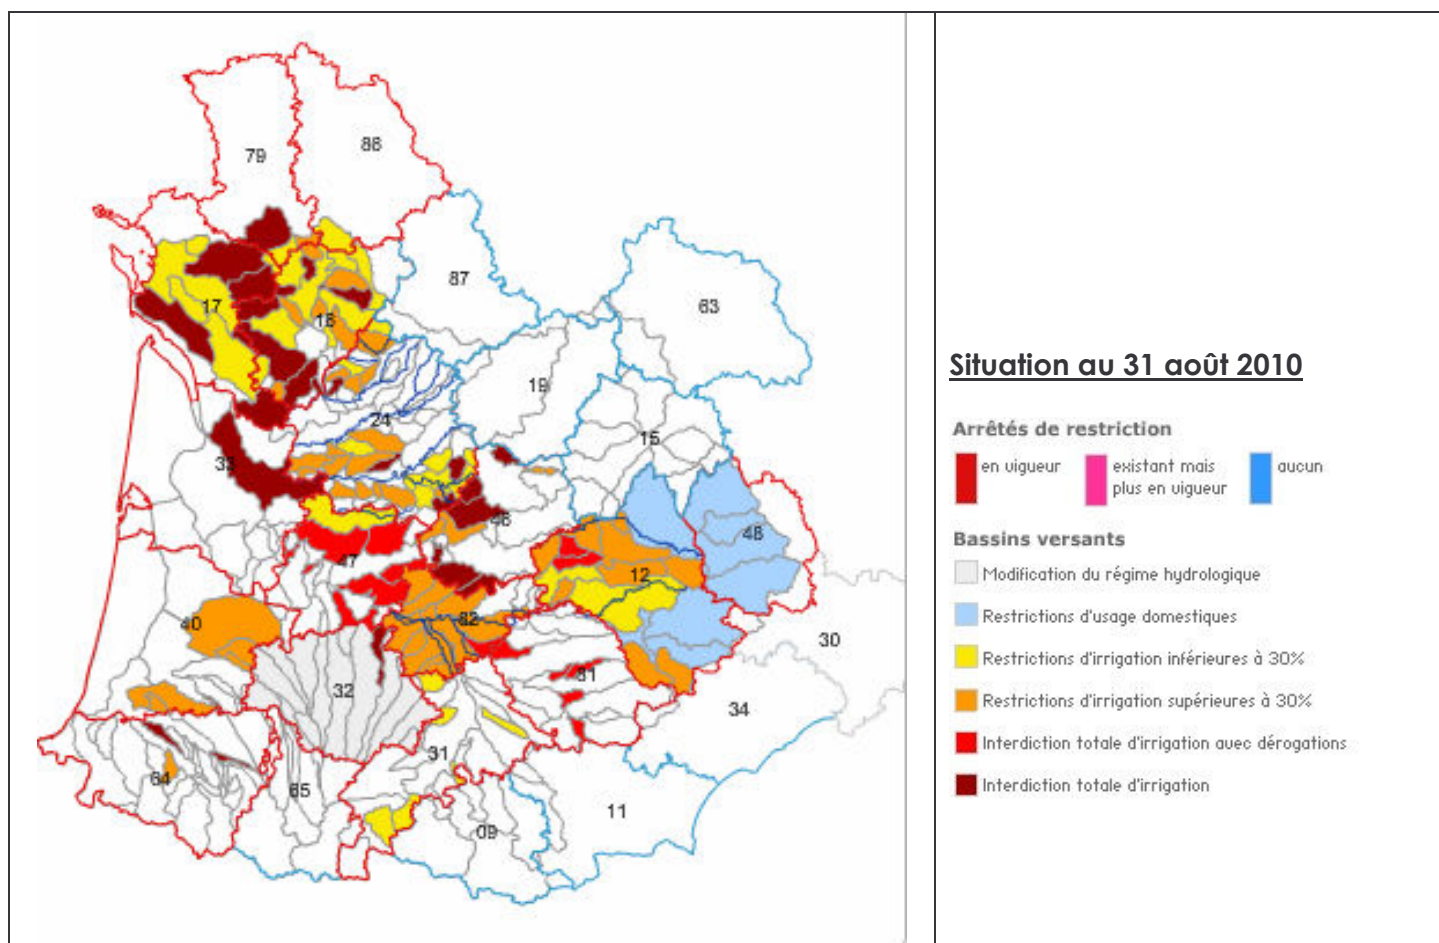 79
86
87
63
17
16
19
24
15
33
46
48
47
12
82
40
30
32
81
34
31
64
65
11
09
Situation au 31 août 2010
Arrêtés de restriction
en vigueur
existant mais
plus en vigueur
aucun
Bassins versants
Modification du régime hydrologique
Restrictions d'usage domestiques
Restrictions d'irrigation inférieures à 30%
Restrictions d'irrigation supérieures à 30%
Interdiction totale d'irrigation avec dérogations
Interdiction totale d'irrigation